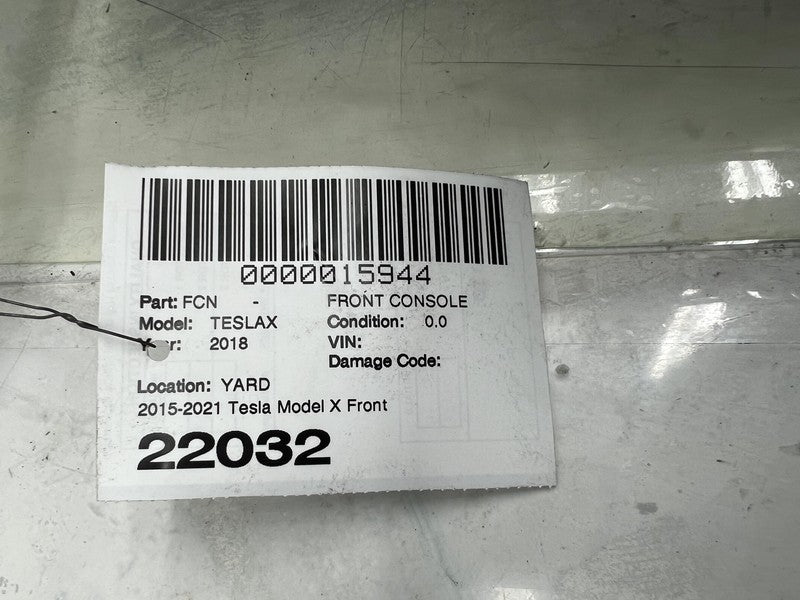 0000015944
Part: FCN - FRONT CONSOLE
Model: TESLAX Condition: 0.0
Year: 2018 VIN:
Damage Code:
Location: YARD
2015-2021 Tesla Model X Front
22032